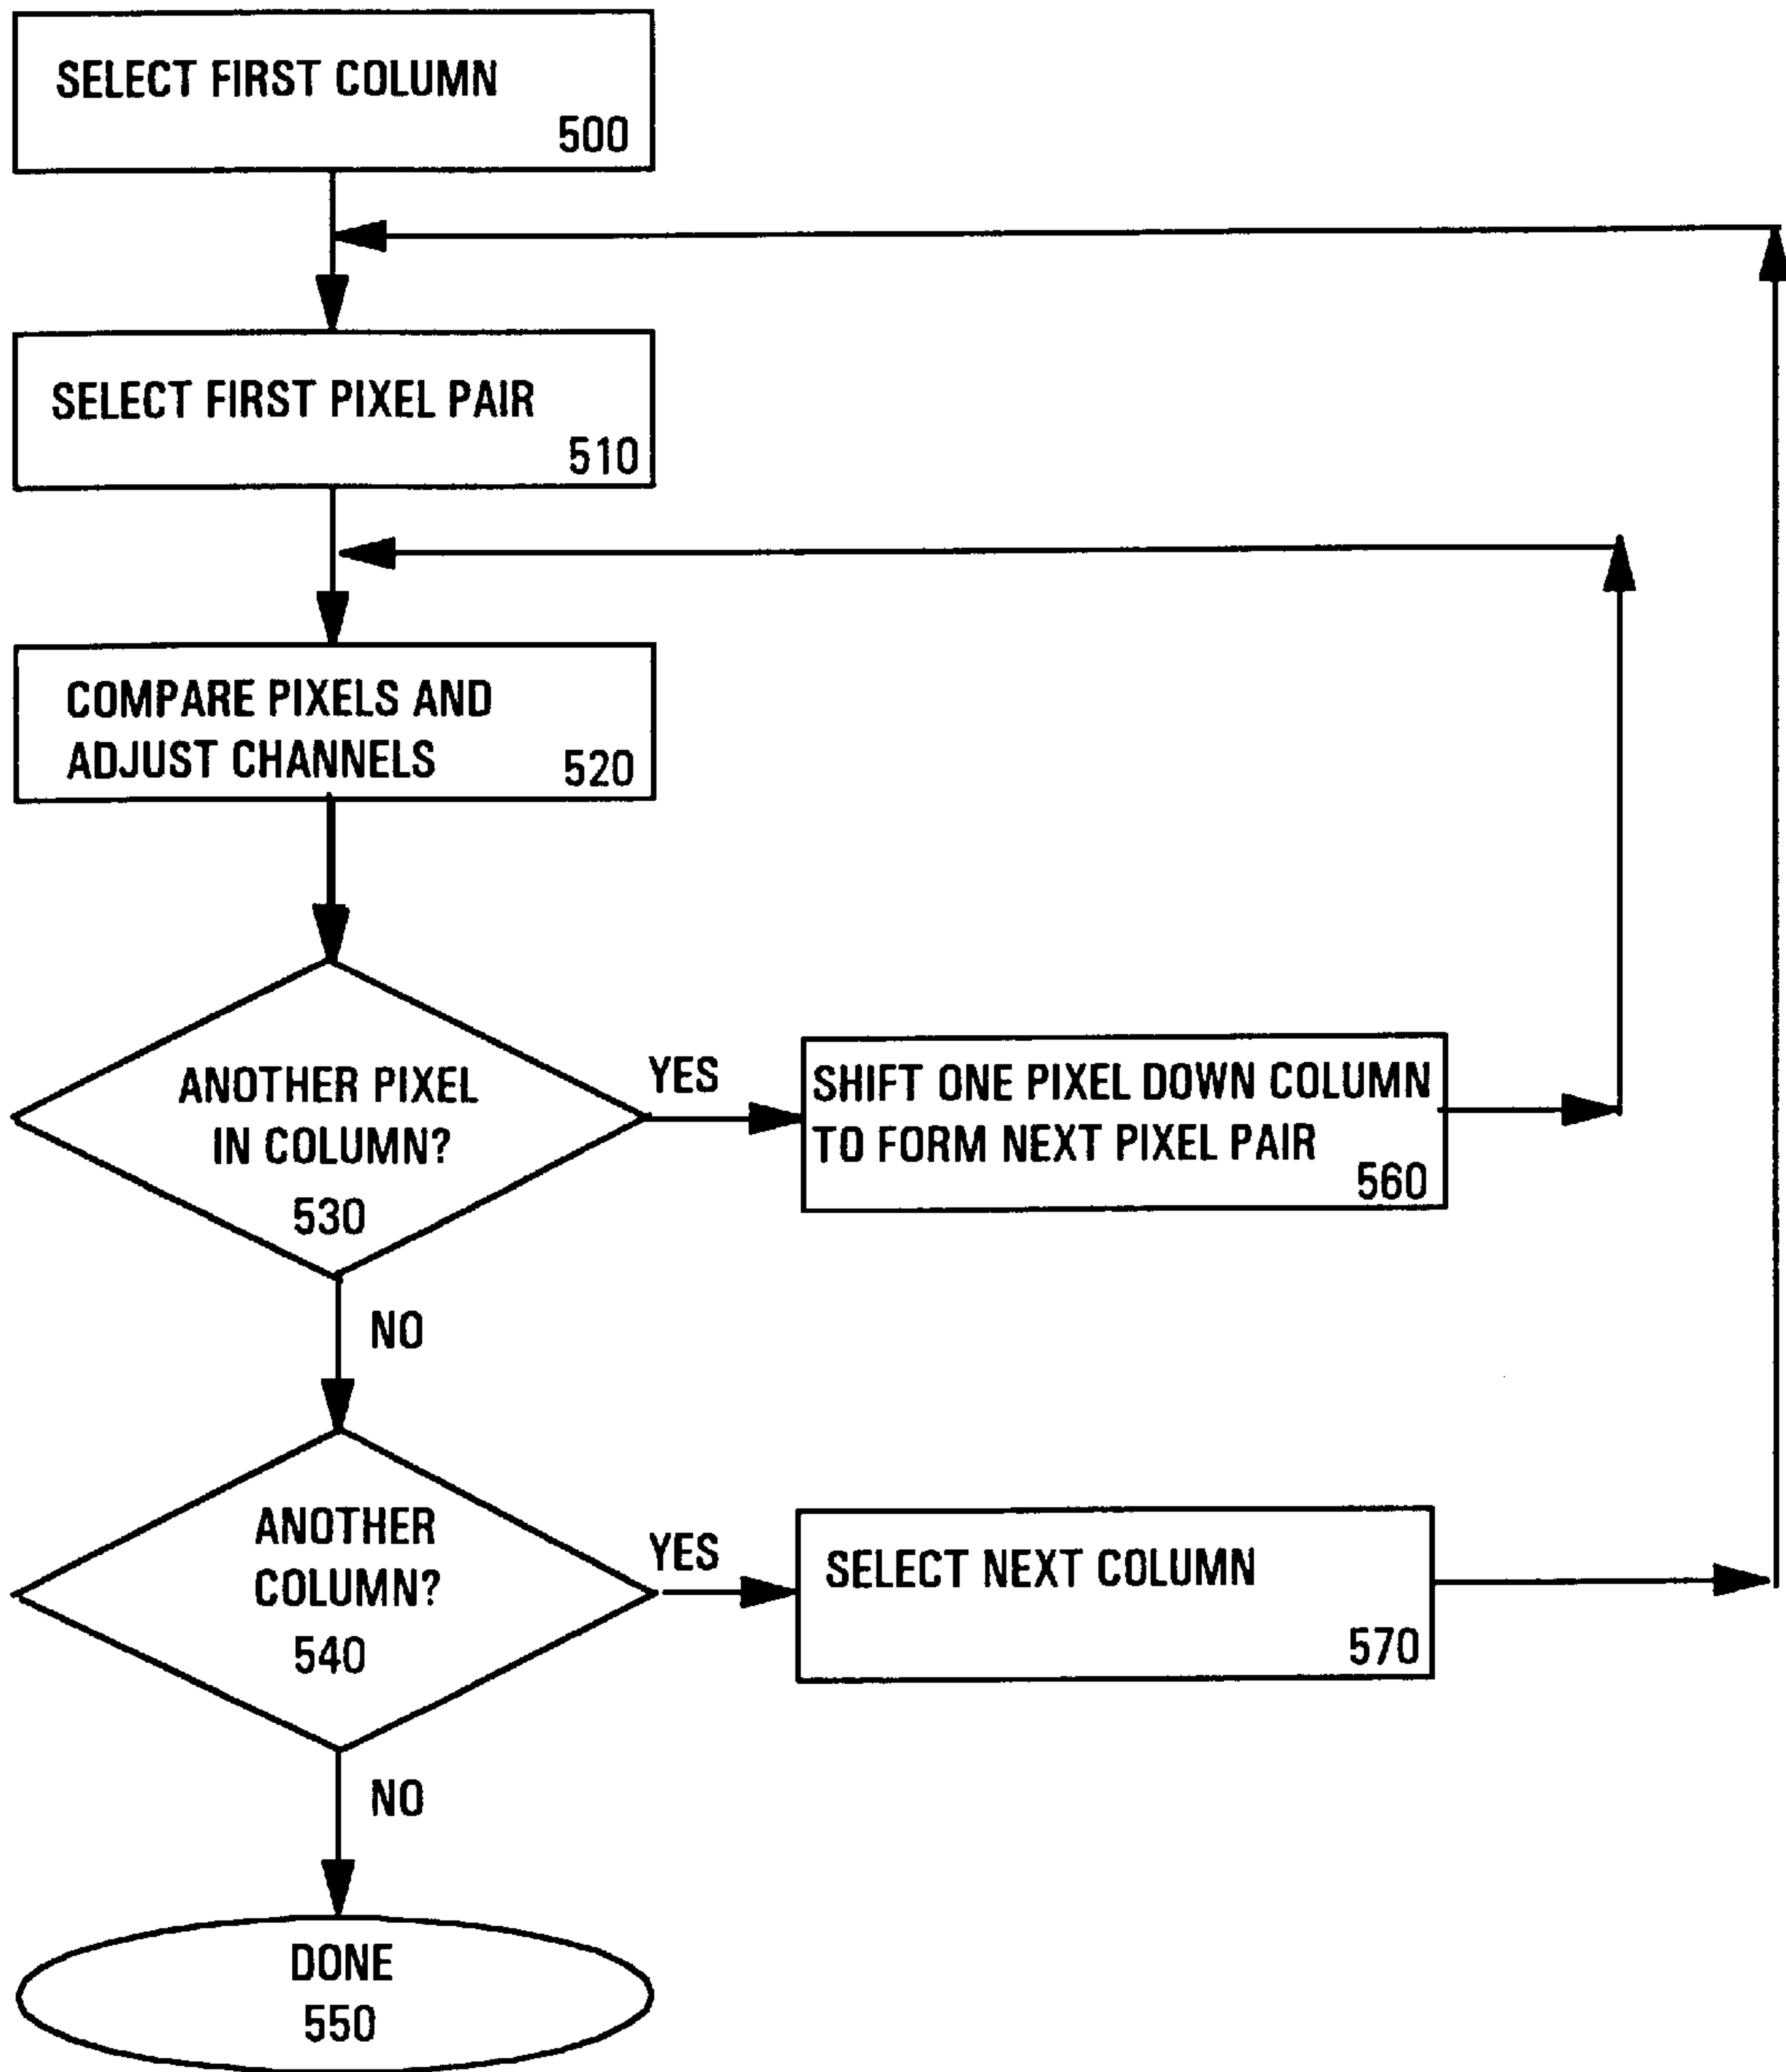 SELECT FIRST COLUMN
500
SELECT FIRST PIXEL PAIR
510
COMPARE PIXELS AND
ADJUST CHANNELS
520
ANOTHER PIXEL
IN COLUMN?
530
YES
SHIFT ONE PIXEL DOWN COLUMN
TO FORM NEXT PIXEL PAIR
560
NO
ANOTHER
COLUMN?
540
YES
SELECT NEXT COLUMN
570
NO
DONE
550